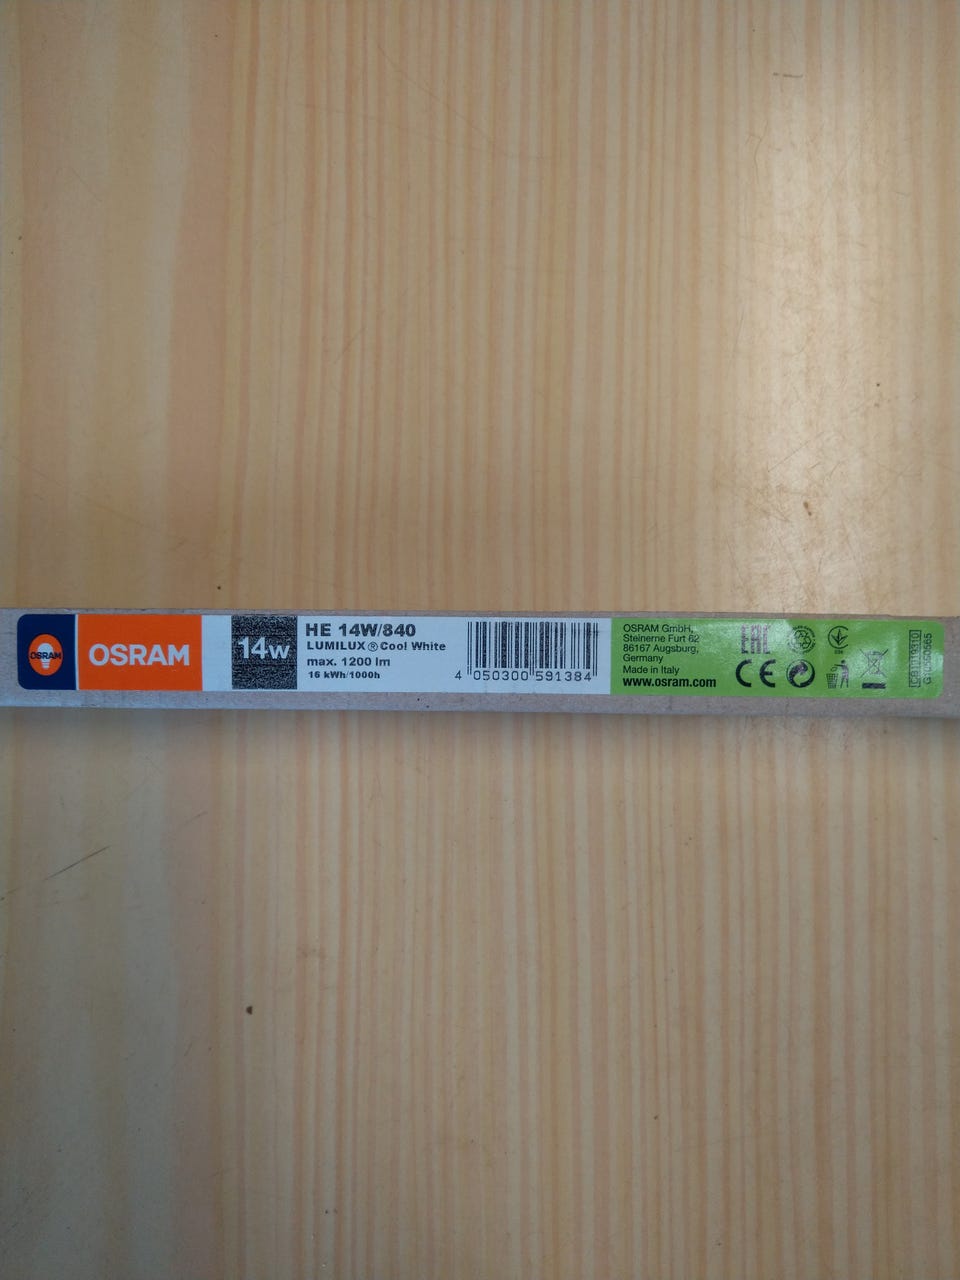 OSRAM
OSRAM
14W
HE 14W/840
LUMILUX® Cool White
max. 1200 lm
16 kWh/1000h
4 050300 591384
OSRAM GmbH,
Steinerne Furt 62
86167 Augsburg,
Germany
Made in Italy
www.osram.com
EAC
CE